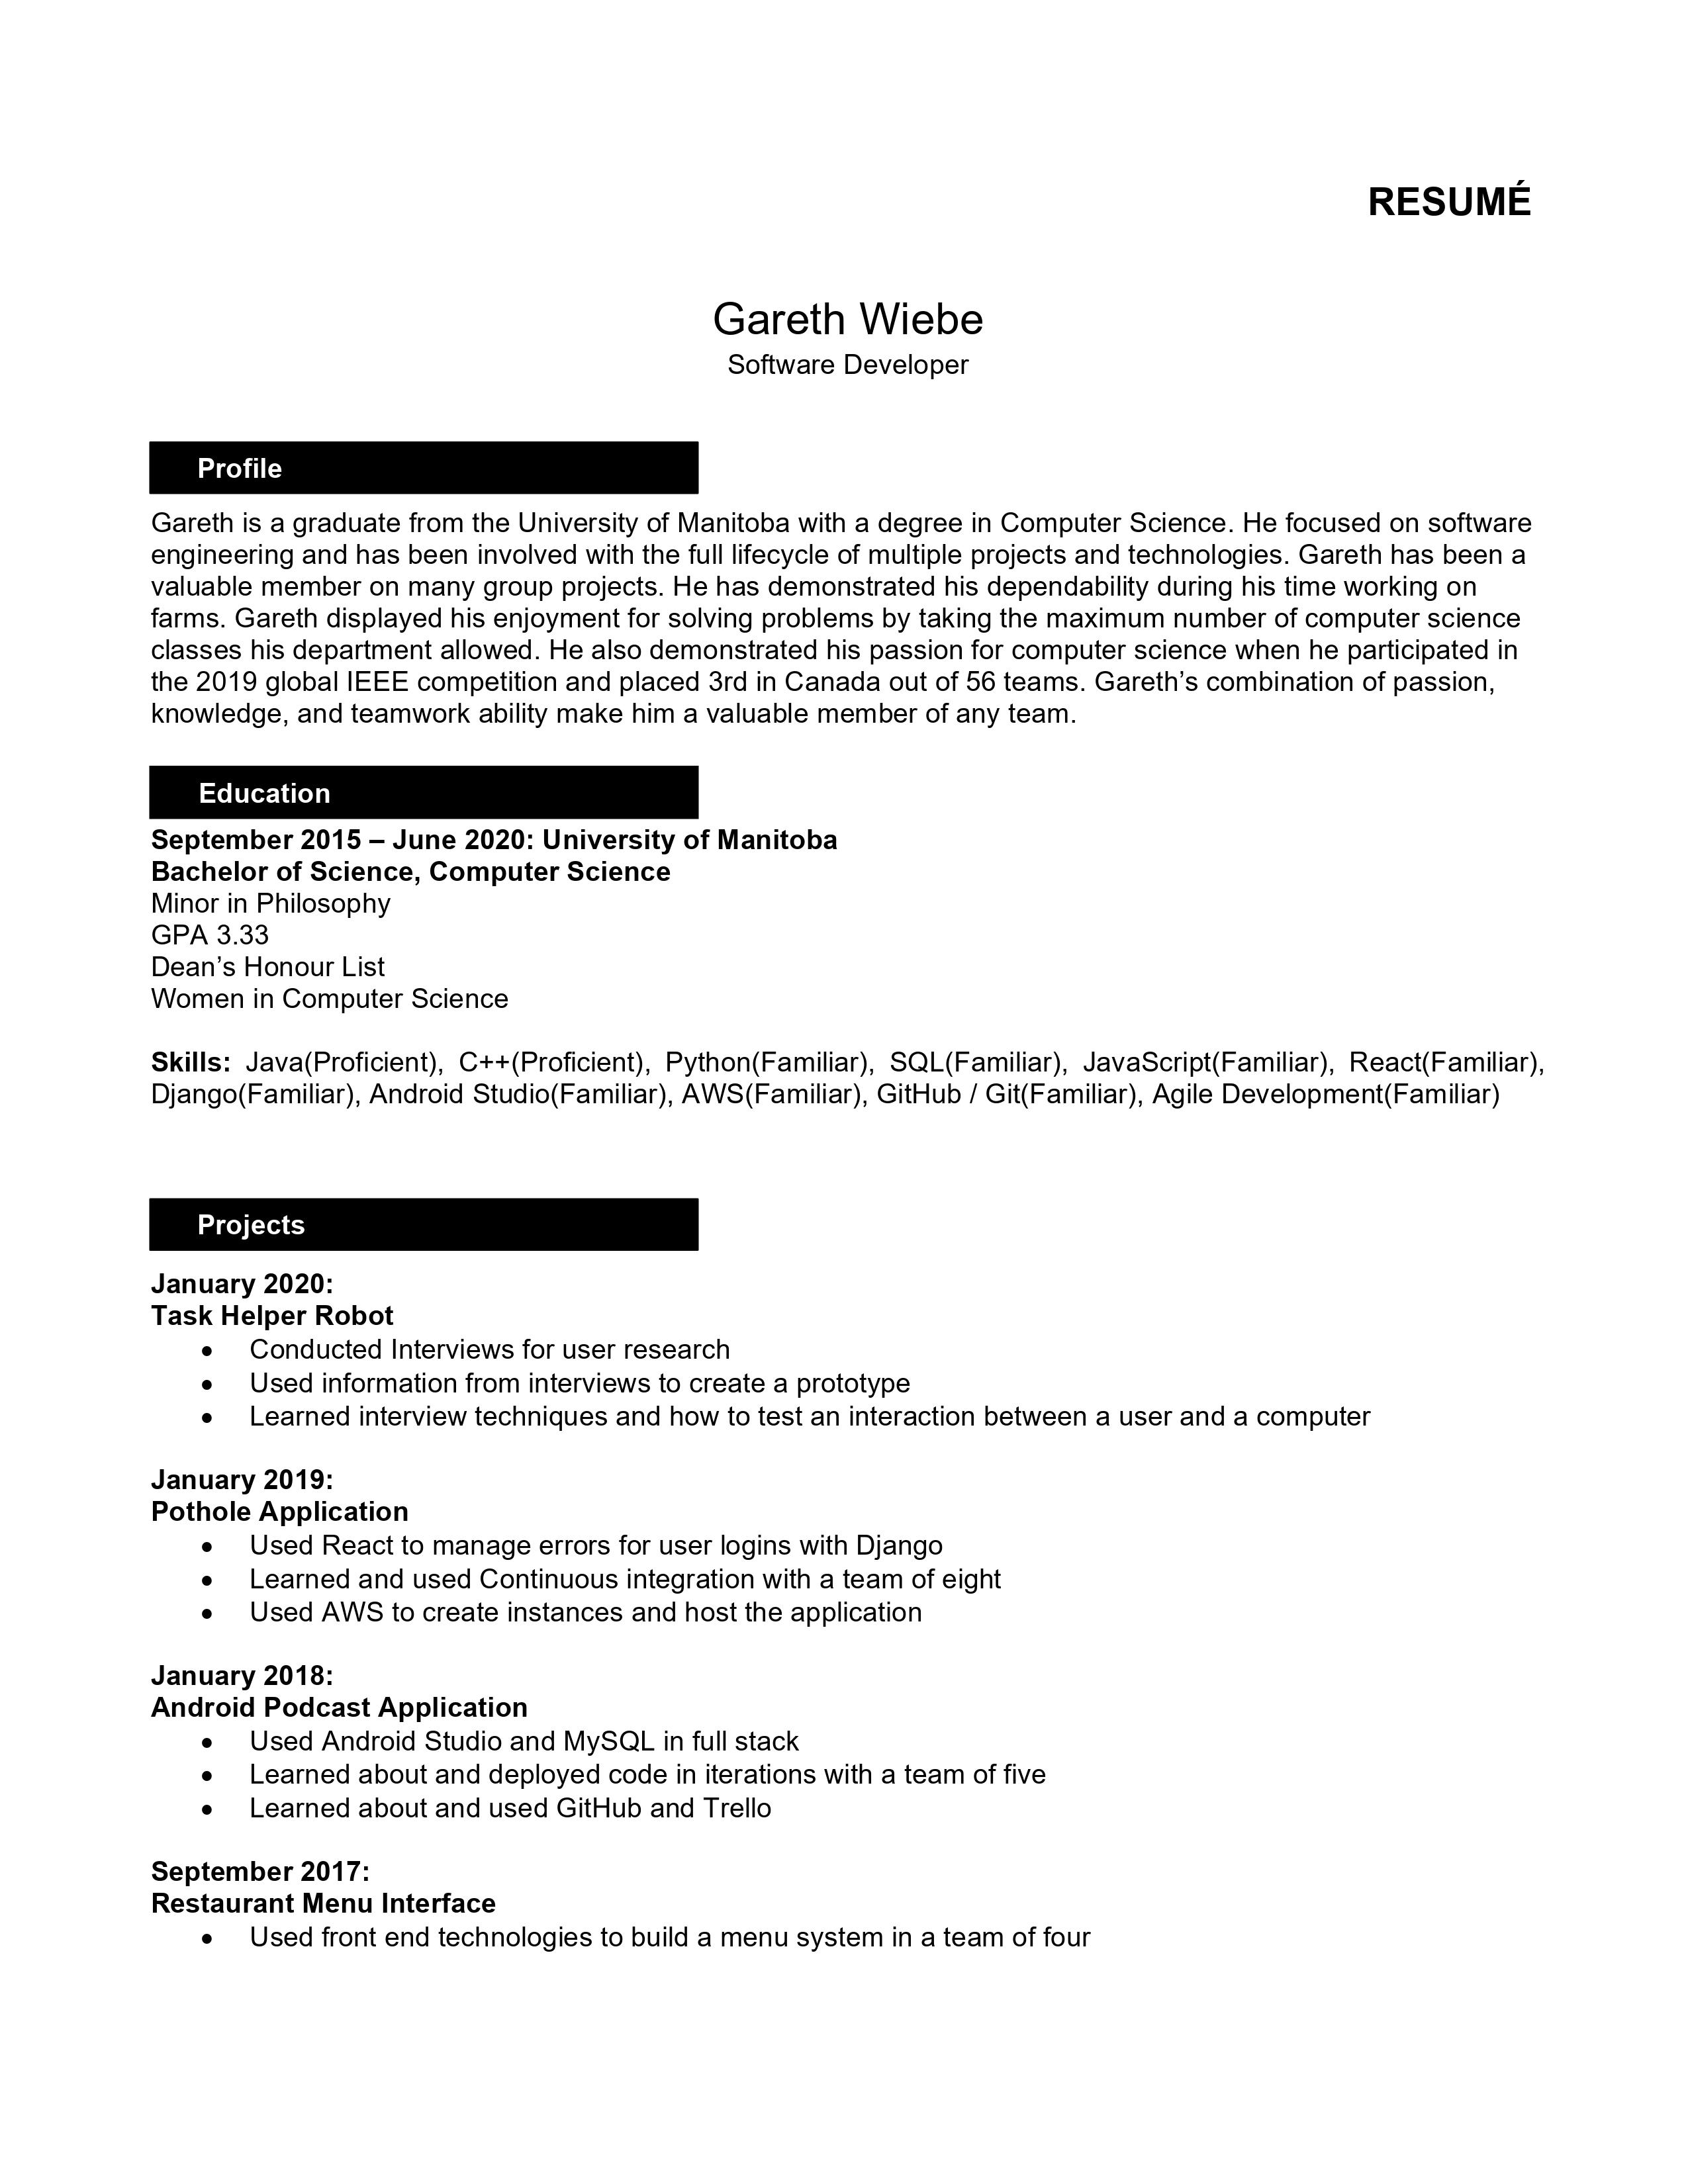 RESUMÉ
Gareth Wiebe
Software Developer
Profile
Gareth is a graduate from the University of Manitoba with a degree in Computer Science. He focused on software
engineering and has been involved with the full lifecycle of multiple projects and technologies. Gareth has been a
valuable member on many group projects. He has demonstrated his dependability during his time working on
farms. Gareth displayed his enjoyment for solving problems by taking the maximum number of computer science
classes his department allowed. He also demonstrated his passion for computer science when he participated in
the 2019 global IEEE competition and placed 3rd in Canada out of 56 teams. Gareth’s combination of passion,
knowledge, and teamwork ability make him a valuable member of any team.
Education
September 2015 – June 2020: University of Manitoba
Bachelor of Science, Computer Science
Minor in Philosophy
GPA 3.33
Dean’s Honour List
Women in Computer Science
Skills: Java(Proficient), C++(Proficient), Python(Familiar), SQL(Familiar), JavaScript(Familiar), React(Familiar),
Django(Familiar), Android Studio(Familiar), AWS(Familiar), GitHub / Git(Familiar), Agile Development(Familiar)
Projects
January 2020:
Task Helper Robot
• Conducted Interviews for user research
• Used information from interviews to create a prototype
• Learned interview techniques and how to test an interaction between a user and a computer
January 2019:
Pothole Application
• Used React to manage errors for user logins with Django
• Learned and used Continuous integration with a team of eight
• Used AWS to create instances and host the application
January 2018:
Android Podcast Application
• Used Android Studio and MySQL in full stack
• Learned about and deployed code in iterations with a team of five
• Learned about and used GitHub and Trello
September 2017:
Restaurant Menu Interface
• Used front end technologies to build a menu system in a team of four